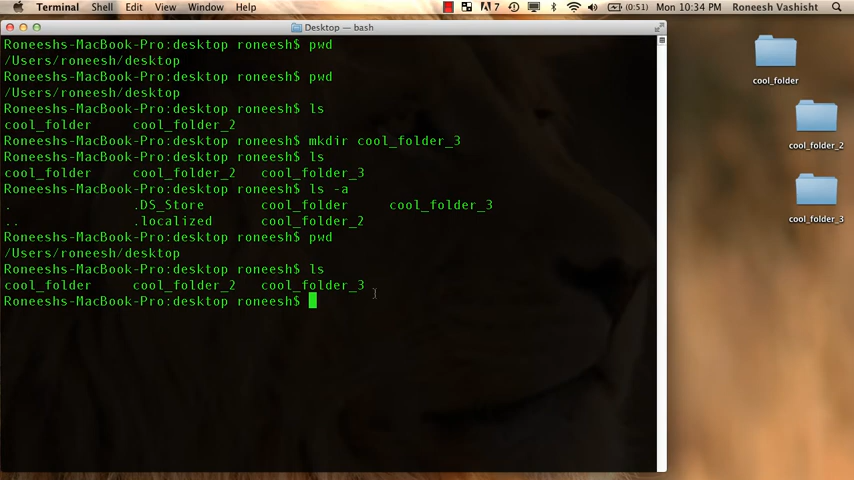 Terminal Shell Edit View Window Help 7 (0:51) Mon 10:34 PM Roneesh Vashisht
Desktop — bash
Roneeshs-MacBook-Pro:desktop roneesh$ pwd
/Users/roneesh/desktop
Roneeshs-MacBook-Pro:desktop roneesh$ pwd
/Users/roneesh/desktop
Roneeshs-MacBook-Pro:desktop roneesh$ ls
cool_folder cool_folder_2
Roneeshs-MacBook-Pro:desktop roneesh$ mkdir cool_folder_3
Roneeshs-MacBook-Pro:desktop roneesh$ ls
cool_folder cool_folder_2 cool_folder_3
Roneeshs-MacBook-Pro:desktop roneesh$ ls -a
. .DS_Store cool_folder cool_folder_3
.. .localized cool_folder_2
Roneeshs-MacBook-Pro:desktop roneesh$ pwd
/Users/roneesh/desktop
Roneeshs-MacBook-Pro:desktop roneesh$ ls
cool_folder cool_folder_2 cool_folder_3
Roneeshs-MacBook-Pro:desktop roneesh$
cool_folder
cool_folder_2
cool_folder_3